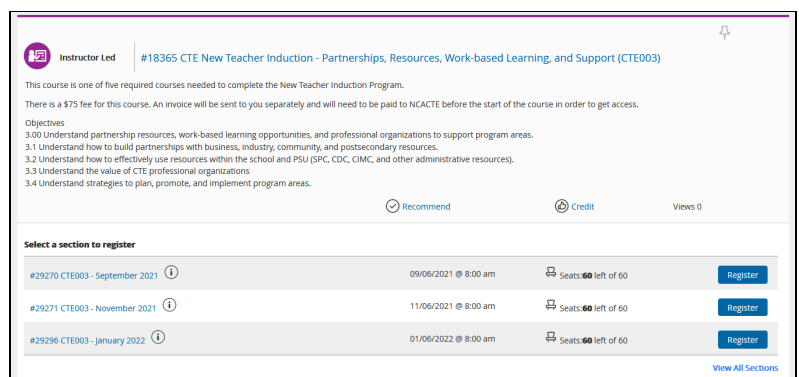 Instructor Led
#18365 CTE New Teacher Induction - Partnerships, Resources, Work-based Learning, and Support (CTE003)
This course is one of five required courses needed to complete the New Teacher Induction Program.
There is a $75 fee for this course. An invoice will be sent to you separately and will need to be paid to NCACTE before the start of the course in order to get access.
Objectives
3.00 Understand partnership resources, work-based learning opportunities, and professional organizations to support program areas.
3.1 Understand how to build partnerships with business, industry, community, and postsecondary resources.
3.2 Understand how to effectively use resources within the school and PSU (SPC, CDC, CIMC, and other administrative resources).
3.3 Understand the value of CTE professional organizations
3.4 Understand strategies to plan, promote, and implement program areas.
Recommend Credit Views 0
Select a section to register
#29270 CTE003 - September 2021 i 09/06/2021 @ 8:00 am Seats:60 left of 60 Register
#29271 CTE003 - November 2021 i 11/06/2021 @ 8:00 am Seats:60 left of 60 Register
#29296 CTE003 - January 2022 i 01/06/2022 @ 8:00 am Seats:60 left of 60 Register
View All Sections